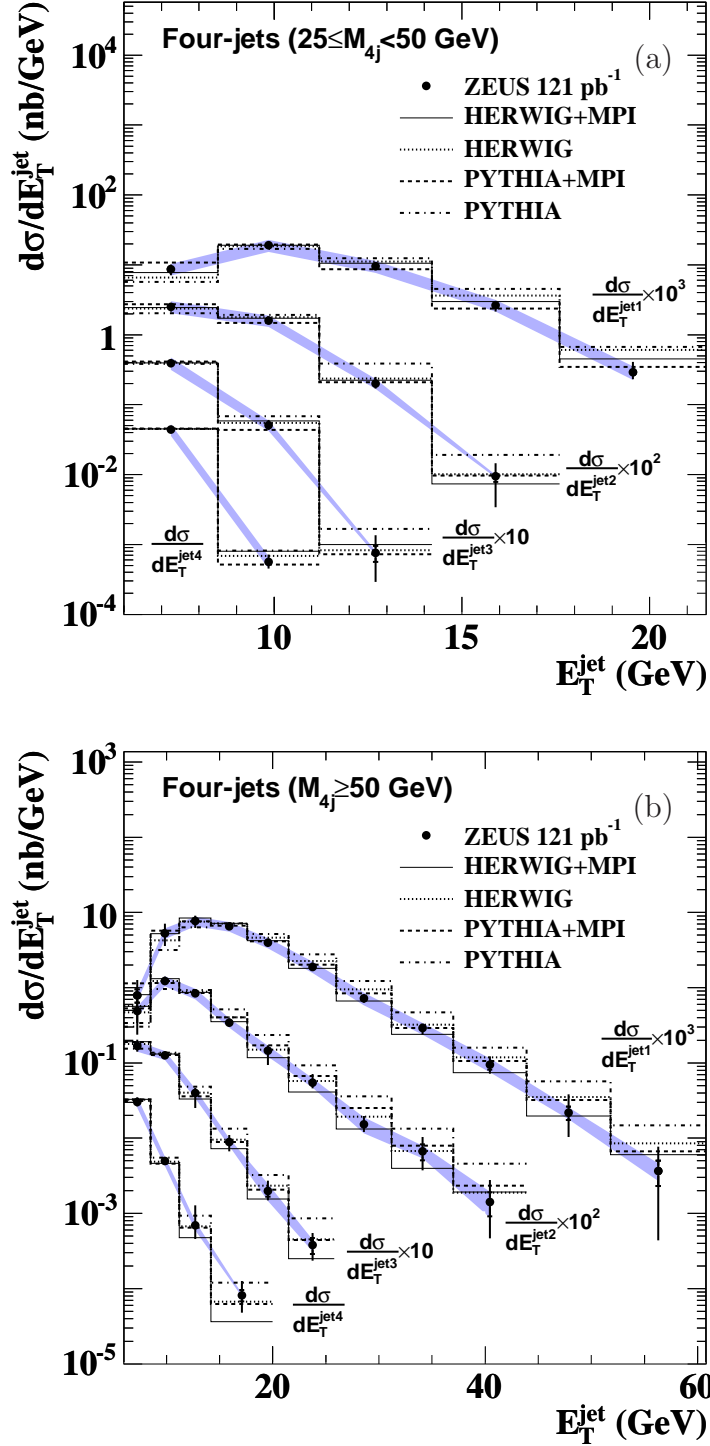 Four-jets (25≤M4j<50 GeV) (a)
ZEUS 121 pb-1
HERWIG+MPI
HERWIG
PYTHIA+MPI
PYTHIA
dσ/dETjet (nb/GeV)
10^4
10^2
1
10^-2
10^-4
dσ/dETjet1 ×10^3
dσ/dETjet2 ×10^2
dσ/dETjet3 ×10
dσ/dETjet4
10 12 14 16 18 20
ETjet (GeV)
Four-jets (M4j≥50 GeV) (b)
ZEUS 121 pb-1
HERWIG+MPI
HERWIG
PYTHIA+MPI
PYTHIA
dσ/dETjet (nb/GeV)
10^3
10
10^-1
10^-3
10^-5
dσ/dETjet1 ×10^3
dσ/dETjet2 ×10^2
dσ/dETjet3 ×10
dσ/dETjet4
20 40 60
ETjet (GeV)